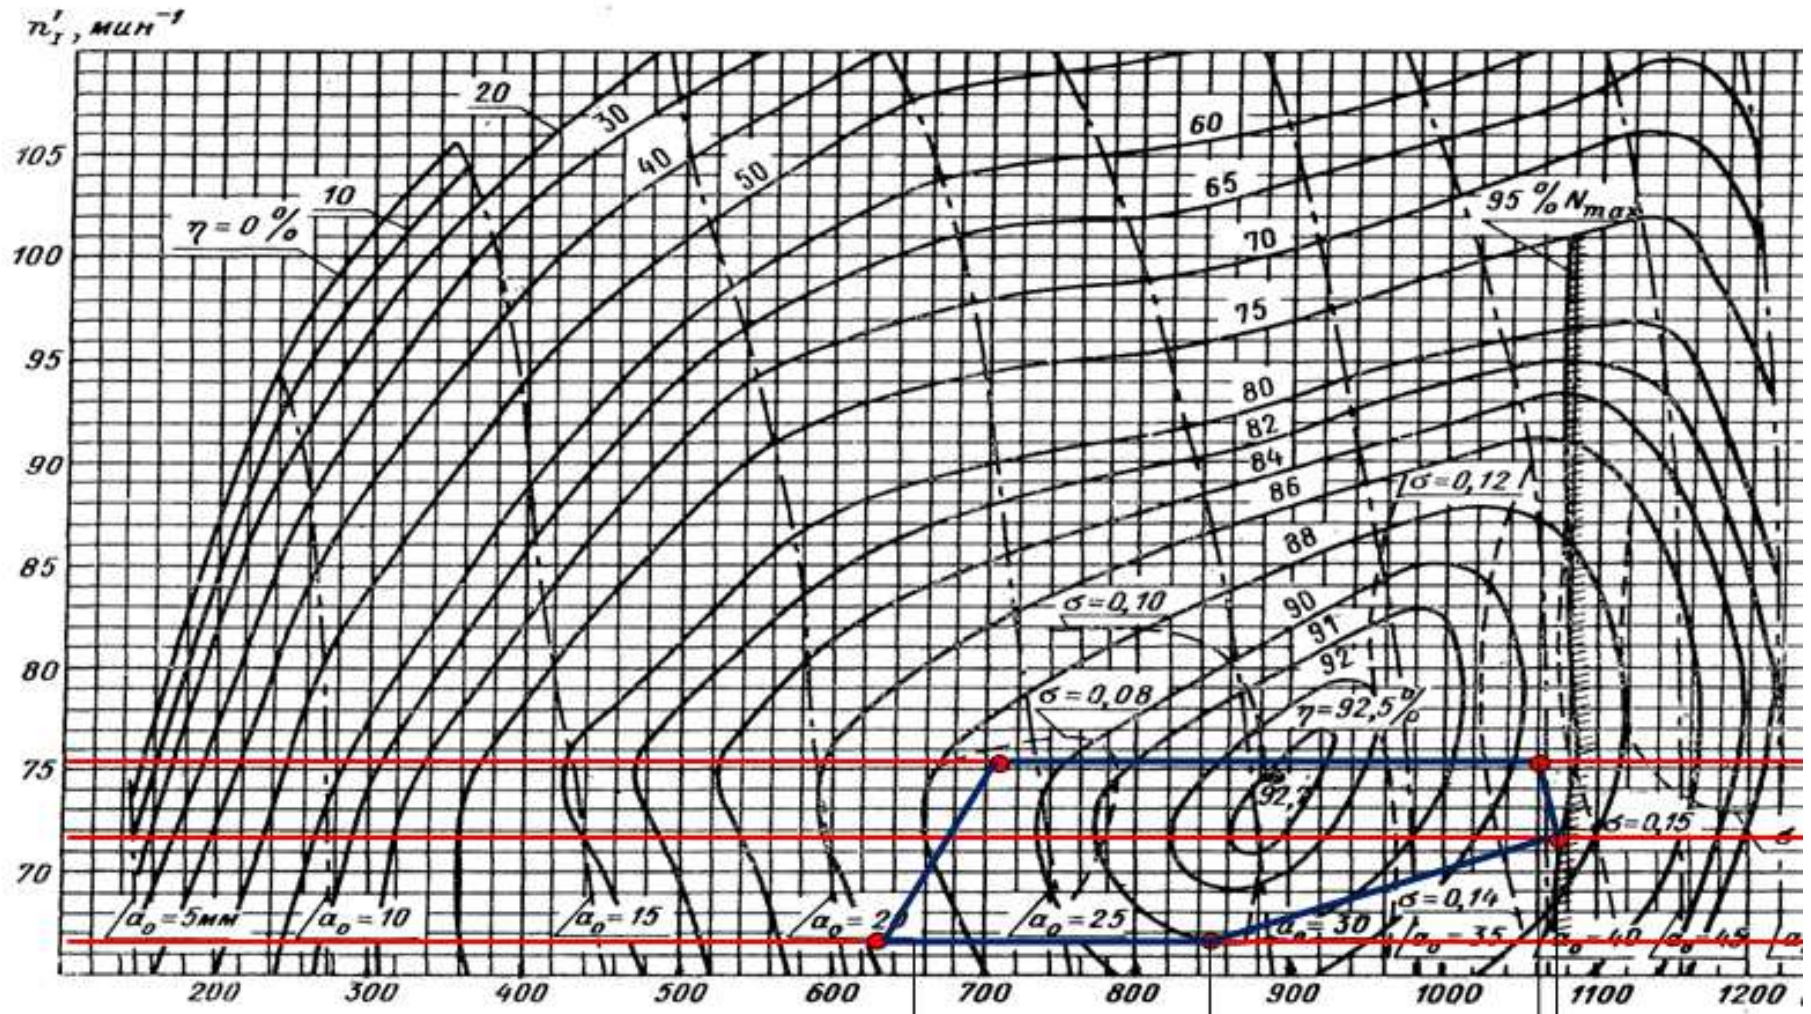 n'ı, мин⁻¹
20
30
105
40
50
60
10
65
95 % N max
η = 0 %
100
70
75
95
80
82
90
84
σ=0,12
86
88
85
σ=0,10
90
91
80
92
σ=0,08
η=92,5%
75
σ=0,15
σ
70
σ=0,14
a₀ = 5мм
a₀ = 10
a₀ = 15
a₀ = 20
a₀ = 25
a₀ = 30
a₀ = 35
a₀ = 40
a₀ = 45
200 300 400 500 600 700 800 900 1000 1100 1200